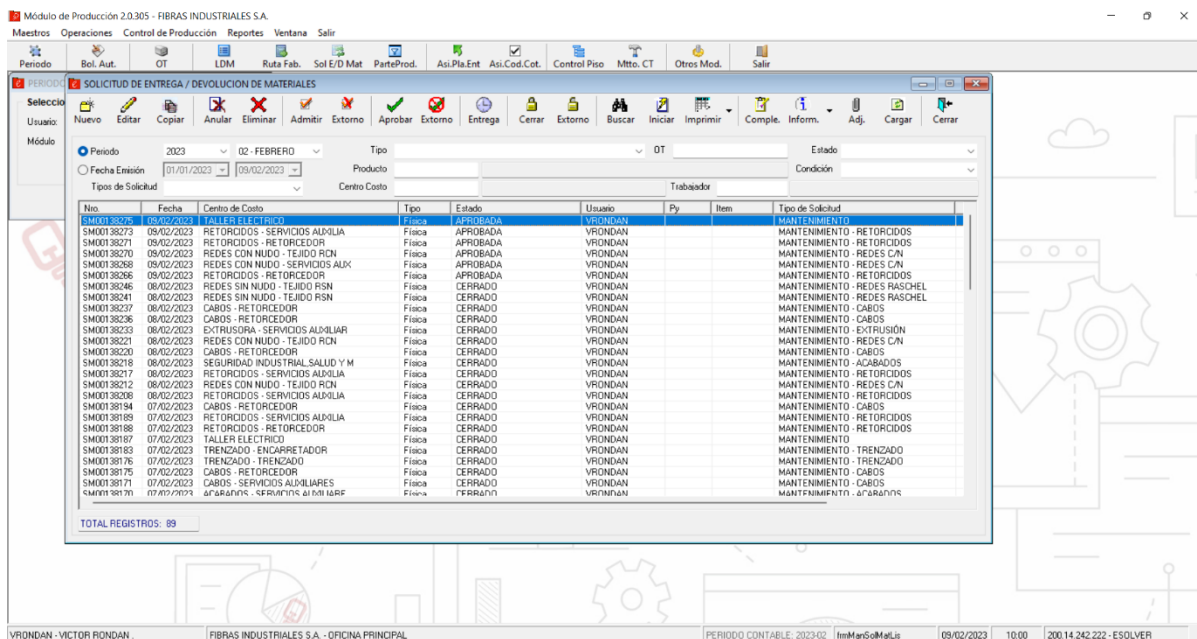 Módulo de Producción 2.0.305 - FIBRAS INDUSTRIALES S.A.
Maestros Operaciones Control de Producción Reportes Ventana Salir
Periodo Bol. Aut. OT LDM Ruta Fab. Sol E/D Mat ParteProd. Asi.Pla.Ent Asi.Cod.Cot. Control Piso Mtto. CT Otros Mod. Salir
PERIODO
SOLICITUD DE ENTREGA / DEVOLUCION DE MATERIALES
Seleccio
Usuario:
Módulo
Nuevo Editar Copiar Anular Eliminar Admitir Extorno Aprobar Extorno Entrega Cerrar Extorno Buscar Iniciar Imprimir Comple. Inform. Adj. Cargar Cerrar
Periodo 2023 02 - FEBRERO Tipo OT Estado
Fecha Emisión 01/01/2023 09/02/2023 Producto Condición
Tipos de Solicitud Centro Costo Trabajador
Nro. Fecha Centro de Costo Tipo Estado Usuario Py Item Tipo de Solicitud
SM00138275 09/02/2023 TALLER ELECTRICO Física APROBADA VRONDAN MANTENIMIENTO
SM00138273 09/02/2023 RETORCIDOS - SERVICIOS AUXILIA Física APROBADA VRONDAN MANTENIMIENTO - RETORCIDOS
SM00138271 09/02/2023 RETORCIDOS - RETORCEDOR Física APROBADA VRONDAN MANTENIMIENTO - RETORCIDOS
SM00138270 09/02/2023 REDES CON NUDO - TEJIDO RCN Física APROBADA VRONDAN MANTENIMIENTO - REDES C/N
SM00138268 09/02/2023 REDES CON NUDO - SERVICIOS AUX Física APROBADA VRONDAN MANTENIMIENTO - REDES C/N
SM00138266 09/02/2023 RETORCIDOS - RETORCEDOR Física APROBADA VRONDAN MANTENIMIENTO - RETORCIDOS
SM00138246 08/02/2023 REDES SIN NUDO - TEJIDO RSN Física CERRADO VRONDAN MANTENIMIENTO - REDES RASCHEL
SM00138241 08/02/2023 REDES SIN NUDO - TEJIDO RSN Física CERRADO VRONDAN MANTENIMIENTO - REDES RASCHEL
SM00138237 08/02/2023 CABOS - RETORCEDOR Física CERRADO VRONDAN MANTENIMIENTO - CABOS
SM00138236 08/02/2023 CABOS - RETORCEDOR Física CERRADO VRONDAN MANTENIMIENTO - CABOS
SM00138233 08/02/2023 EXTRUSORA - SERVICIOS AUXILIAR Física CERRADO VRONDAN MANTENIMIENTO - EXTRUSIÓN
SM00138221 08/02/2023 REDES CON NUDO - TEJIDO RCN Física CERRADO VRONDAN MANTENIMIENTO - REDES C/N
SM00138220 08/02/2023 CABOS - RETORCEDOR Física CERRADO VRONDAN MANTENIMIENTO - CABOS
SM00138218 08/02/2023 SEGURIDAD INDUSTRIAL,SALUD Y M Física CERRADO VRONDAN MANTENIMIENTO - ACABADOS
SM00138217 08/02/2023 RETORCIDOS - SERVICIOS AUXILIA Física CERRADO VRONDAN MANTENIMIENTO - RETORCIDOS
SM00138212 08/02/2023 REDES CON NUDO - TEJIDO RCN Física CERRADO VRONDAN MANTENIMIENTO - REDES C/N
SM00138208 08/02/2023 RETORCIDOS - SERVICIOS AUXILIA Física CERRADO VRONDAN MANTENIMIENTO - RETORCIDOS
SM00138194 07/02/2023 CABOS - RETORCEDOR Física CERRADO VRONDAN MANTENIMIENTO - CABOS
SM00138189 07/02/2023 RETORCIDOS - SERVICIOS AUXILIA Física CERRADO VRONDAN MANTENIMIENTO - RETORCIDOS
SM00138188 07/02/2023 RETORCIDOS - RETORCEDOR Física CERRADO VRONDAN MANTENIMIENTO - RETORCIDOS
SM00138187 07/02/2023 TALLER ELECTRICO Física CERRADO VRONDAN MANTENIMIENTO
SM00138183 07/02/2023 TRENZADO - ENCARRETADOR Física CERRADO VRONDAN MANTENIMIENTO - TRENZADO
SM00138176 07/02/2023 TRENZADO - TRENZADO Física CERRADO VRONDAN MANTENIMIENTO - TRENZADO
SM00138175 07/02/2023 CABOS - RETORCEDOR Física CERRADO VRONDAN MANTENIMIENTO - CABOS
SM00138171 07/02/2023 CABOS - SERVICIOS AUXILIARES Física CERRADO VRONDAN MANTENIMIENTO - CABOS
SM00138170 07/02/2023 ACABADOS - SERVICIOS AUXILIARE Física CERRADO VRONDAN MANTENIMIENTO - ACABADOS
TOTAL REGISTROS: 89
VRONDAN - VICTOR RONDAN . FIBRAS INDUSTRIALES S.A. - OFICINA PRINCIPAL PERIODO CONTABLE: 2023-02 frmManSolMatLis 09/02/2023 10:00 200.14.242.222 - ESOLVER